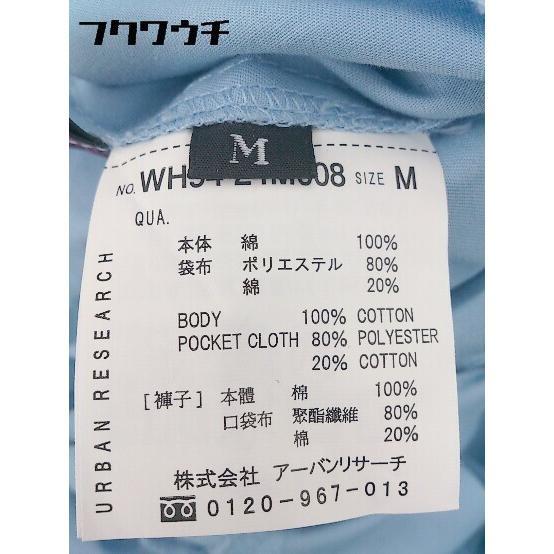 フクワウチ
M
NO. SIZE M
QUA.
本体 綿 100%
袋布 ポリエステル 80%
綿 20%
BODY 100% COTTON
POCKET CLOTH 80% POLYESTER
20% COTTON
[褲子] 本體 棉 100%
口袋布 聚酯纖維 80%
棉 20%
株式会社 アーバンリサーチ
0120-967-013
URBAN RESEARCH